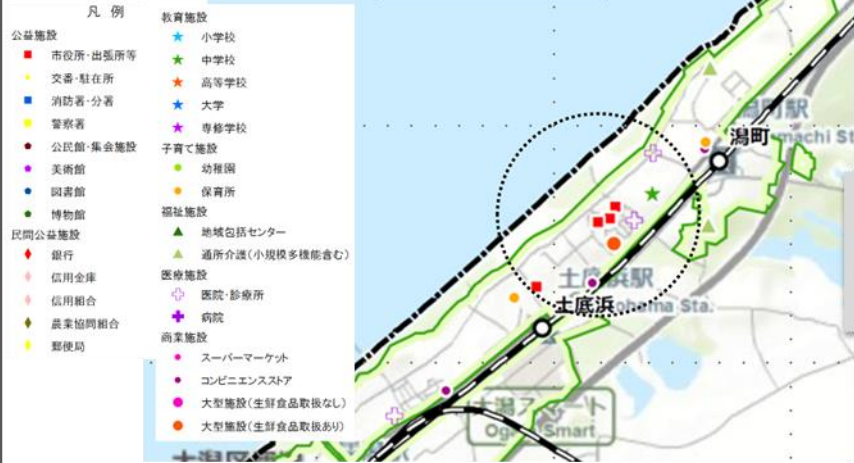 凡 例
公益施設
市役所・出張所等
交番・駐在所
消防署・分署
警察署
公民館・集会施設
美術館
図書館
博物館
民間公益施設
銀行
信用金庫
信用組合
農業協同組合
郵便局
教育施設
小学校
中学校
高等学校
大学
専修学校
子育て施設
幼稚園
保育所
福祉施設
地域包括センター
通所介護(小規模多機能含む)
医療施設
医院・診療所
病院
商業施設
スーパーマーケット
コンビニエンスストア
大型施設(生鮮食品取扱なし)
大型施設(生鮮食品取扱あり)
潟町駅
潟町
machi St
土底浜駅
土底浜
ohama Sta.
大潟スマート
Smart
大潟区